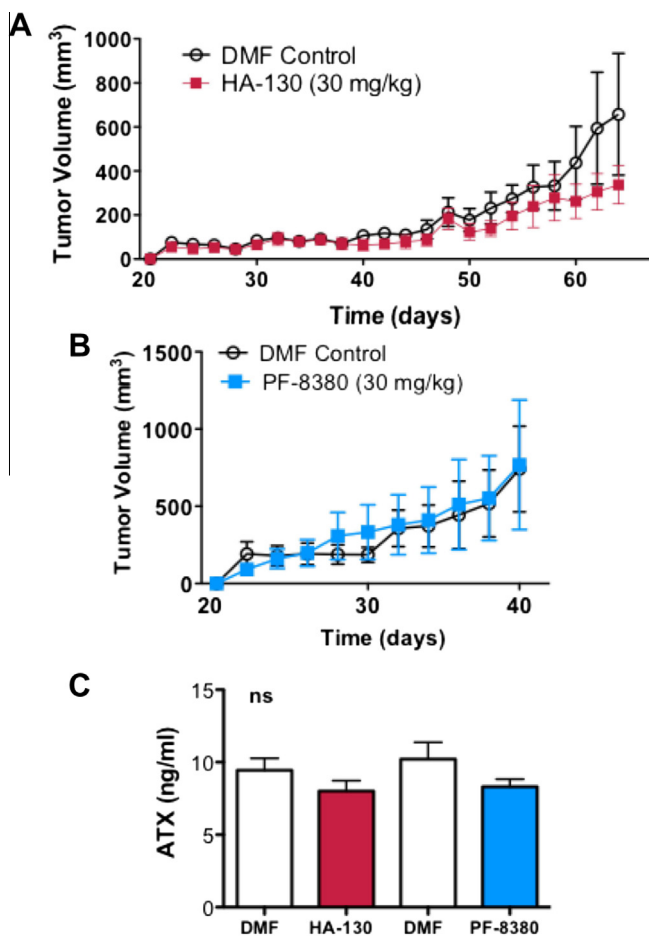 A
Tumor Volume (mm³)
1000
800
600
400
200
0
DMF Control
HA-130 (30 mg/kg)
20
30
40
50
60
Time (days)
B
Tumor Volume (mm³)
1500
1000
500
0
DMF Control
PF-8380 (30 mg/kg)
20
30
40
Time (days)
C
ATX (ng/ml)
15
10
5
0
ns
DMF
HA-130
DMF
PF-8380